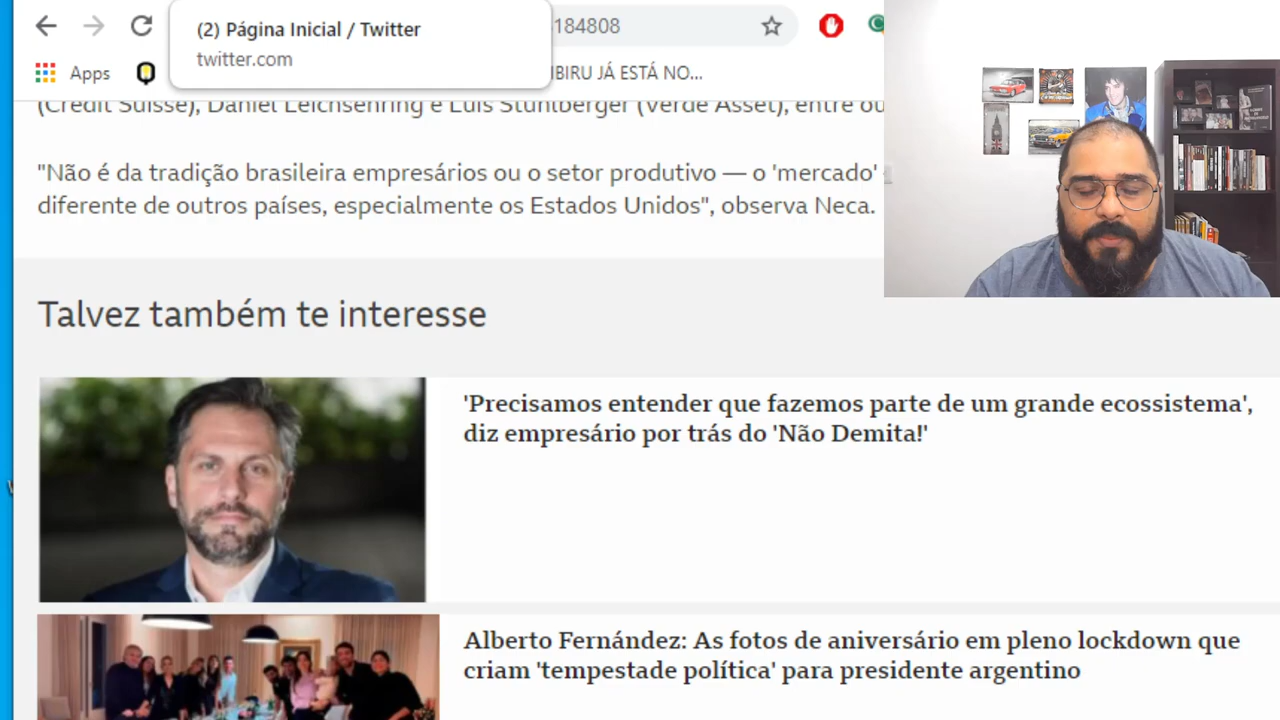 (2) Página Inicial / Twitter
twitter.com
184808
Apps
BIRU JÁ ESTÁ NO...
(Credit Suisse), Daniel Leichsenring e Luis Stuhlberger (Verde Asset), entre ou
"Não é da tradição brasileira empresários ou o setor produtivo — o 'mercado'
diferente de outros países, especialmente os Estados Unidos", observa Neca.
Talvez também te interesse
'Precisamos entender que fazemos parte de um grande ecossistema',
diz empresário por trás do 'Não Demita!'
Alberto Fernández: As fotos de aniversário em pleno lockdown que
criam 'tempestade política' para presidente argentino